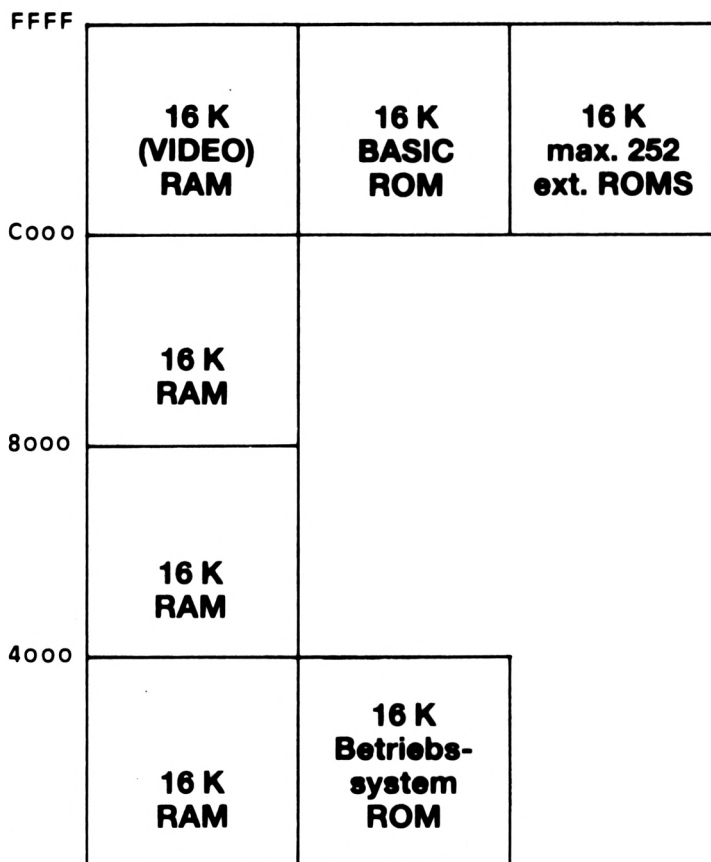 FFFF
16 K
(VIDEO)
RAM
16 K
BASIC
ROM
16 K
max. 252
ext. ROMS
C000
16 K
RAM
8000
16 K
RAM
4000
16 K
RAM
16 K
Betriebs-
system
ROM